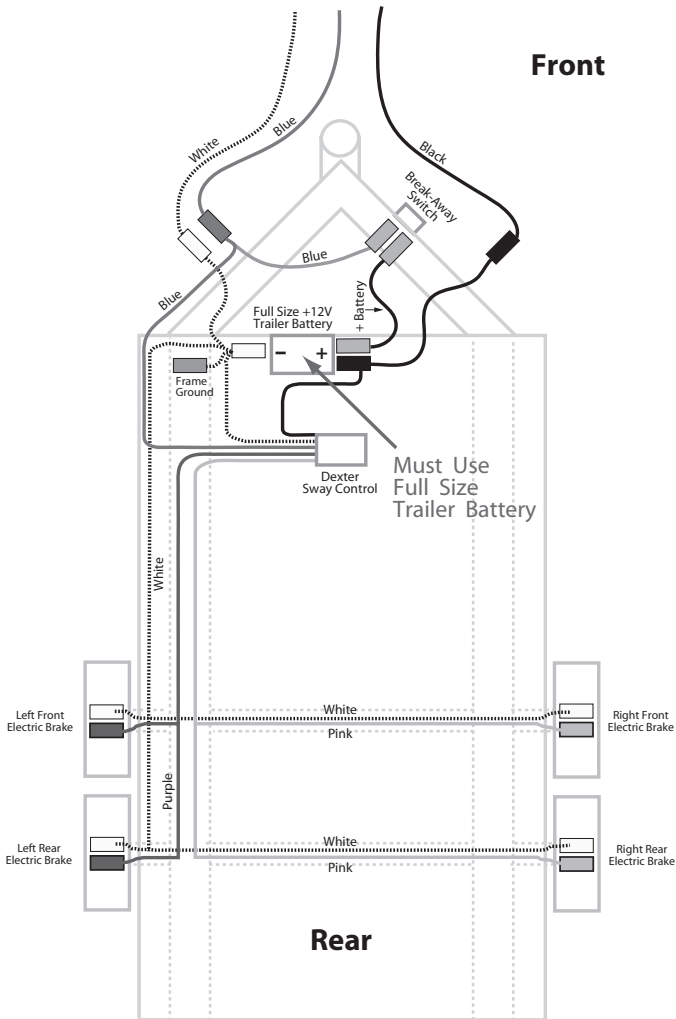 Front
White
Blue
Black
Break-Away
Switch
Blue
Blue
+ Battery
Full Size +12V
Trailer Battery
– +
Frame
Ground
Dexter
Sway Control
Must Use
Full Size
Trailer Battery
White
Left Front
Electric Brake
White
Pink
Right Front
Electric Brake
Purple
Left Rear
Electric Brake
White
Pink
Right Rear
Electric Brake
Rear